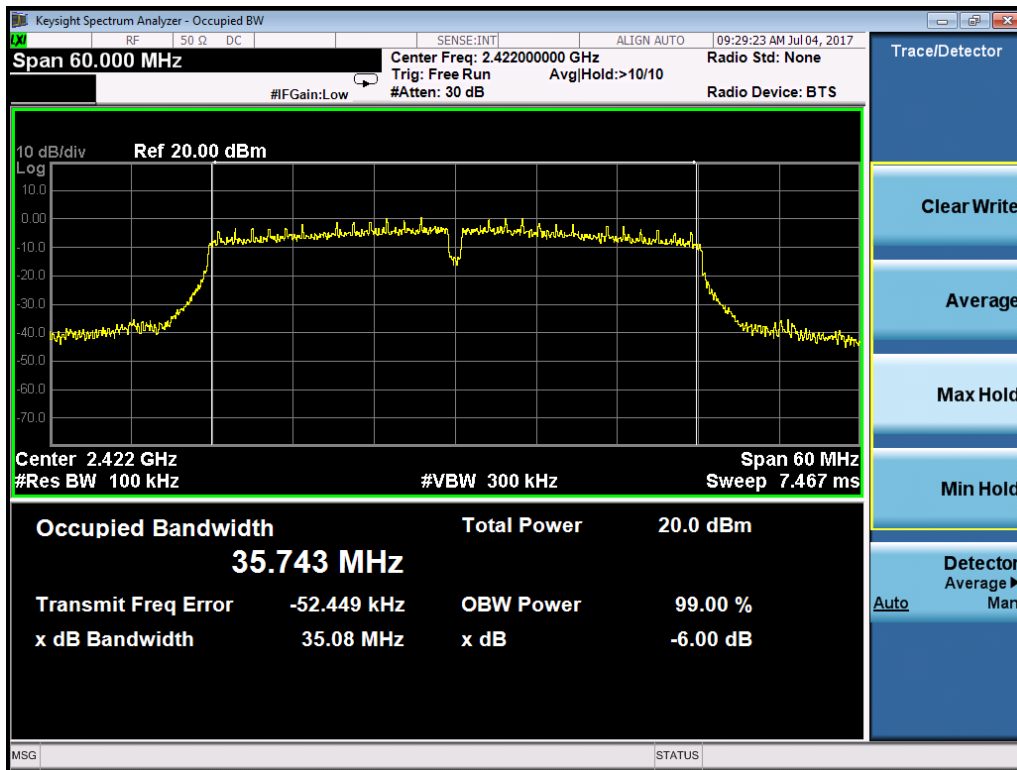 Keysight Spectrum Analyzer - Occupied BW
LXI RF 50 Ω DC SENSE:INT ALIGN AUTO 09:29:23 AM Jul 04, 2017
Span 60.000 MHz
Center Freq: 2.422000000 GHz
Trig: Free Run Avg|Hold:>10/10
#IFGain:Low #Atten: 30 dB
Radio Std: None
Radio Device: BTS
10 dB/div Ref 20.00 dBm
Log
10.0
0.00
-10.0
-20.0
-30.0
-40.0
-50.0
-60.0
-70.0
Center 2.422 GHz Span 60 MHz
#Res BW 100 kHz #VBW 300 kHz Sweep 7.467 ms
Occupied Bandwidth Total Power 20.0 dBm
35.743 MHz
Transmit Freq Error -52.449 kHz OBW Power 99.00 %
x dB Bandwidth 35.08 MHz x dB -6.00 dB
MSG STATUS
Trace/Detector
Clear Write
Average
Max Hold
Min Hold
Detector
Average
Auto Man